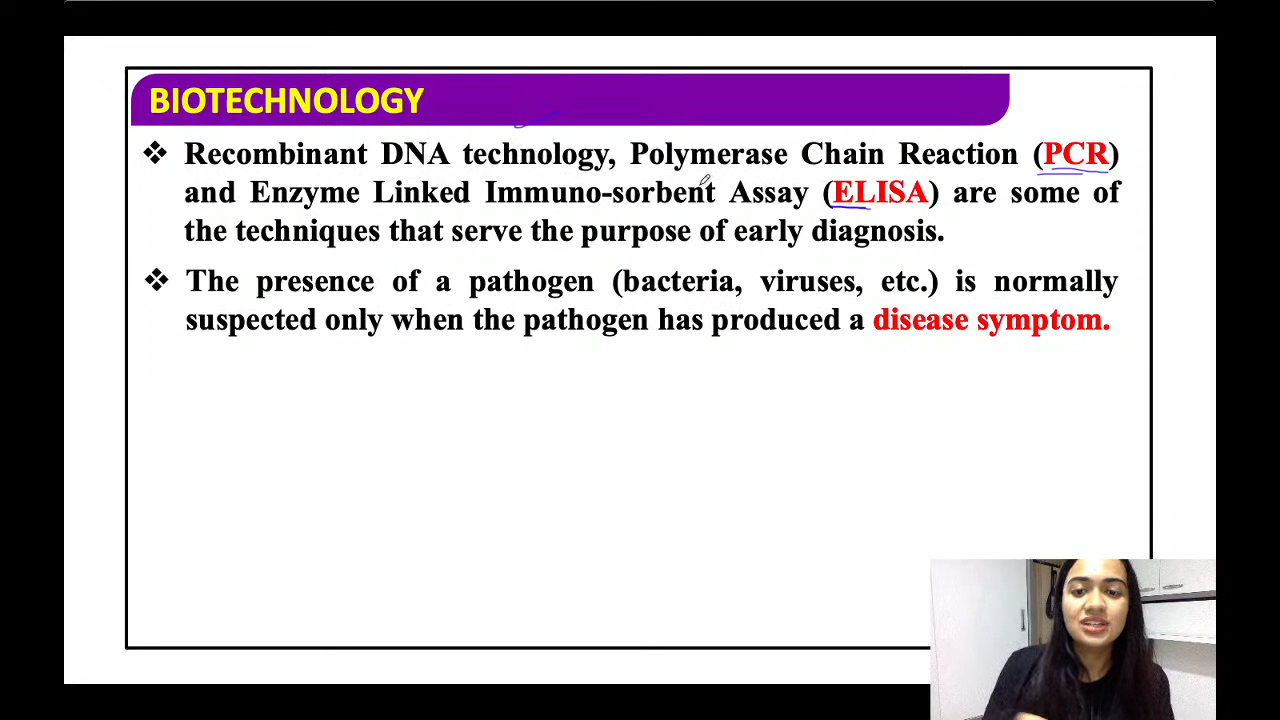 BIOTECHNOLOGY
❖ Recombinant DNA technology, Polymerase Chain Reaction (PCR)
and Enzyme Linked Immuno-sorbent Assay (ELISA) are some of
the techniques that serve the purpose of early diagnosis.
❖ The presence of a pathogen (bacteria, viruses, etc.) is normally
suspected only when the pathogen has produced a disease symptom.